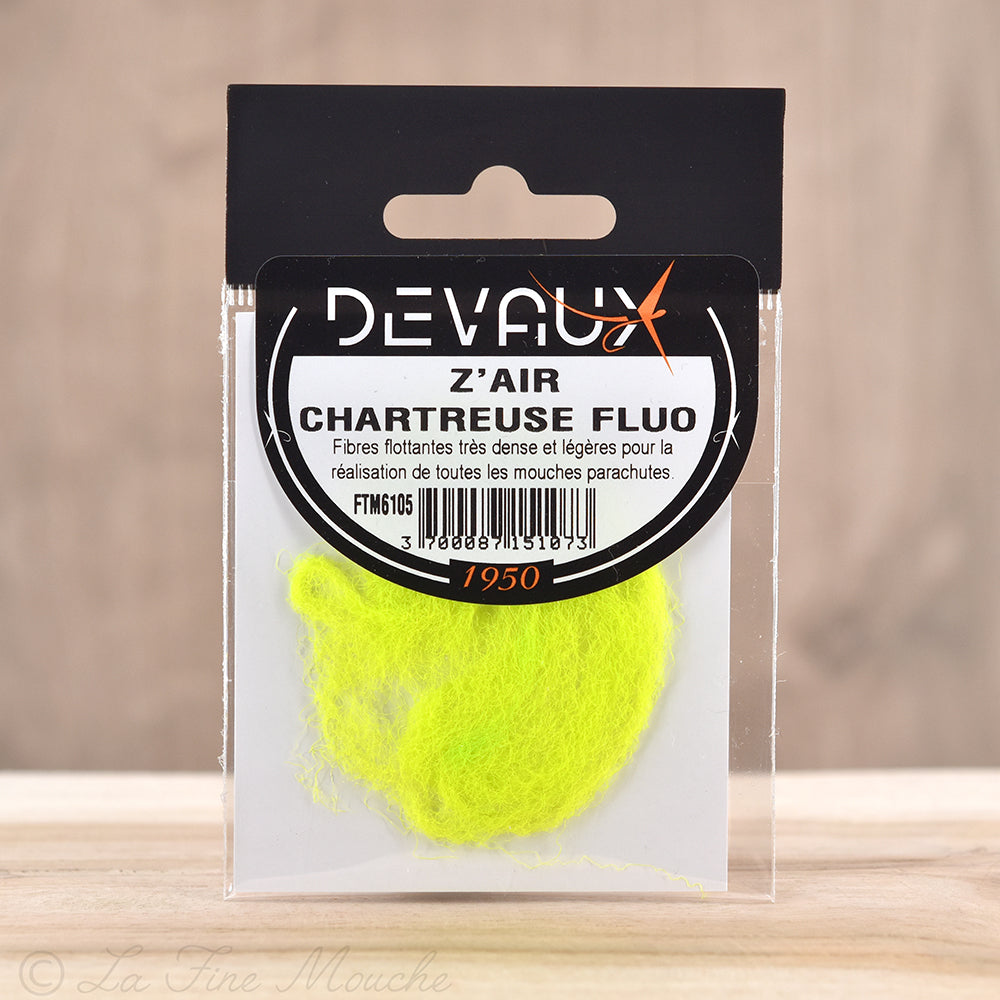 DEVAUX
Z'AIR
CHARTREUSE FLUO
Fibres flottantes très dense et légères pour la
réalisation de toutes les mouches parachutes.
FTM6105
3 700087 151073
1950
© La Fine Mouche